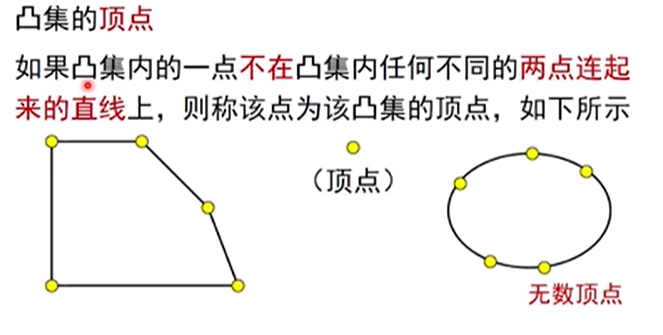 凸集的顶点
如果凸集内的一点不在凸集内任何不同的两点连起
来的直线上，则称该点为该凸集的顶点，如下所示
（顶点）
无数顶点